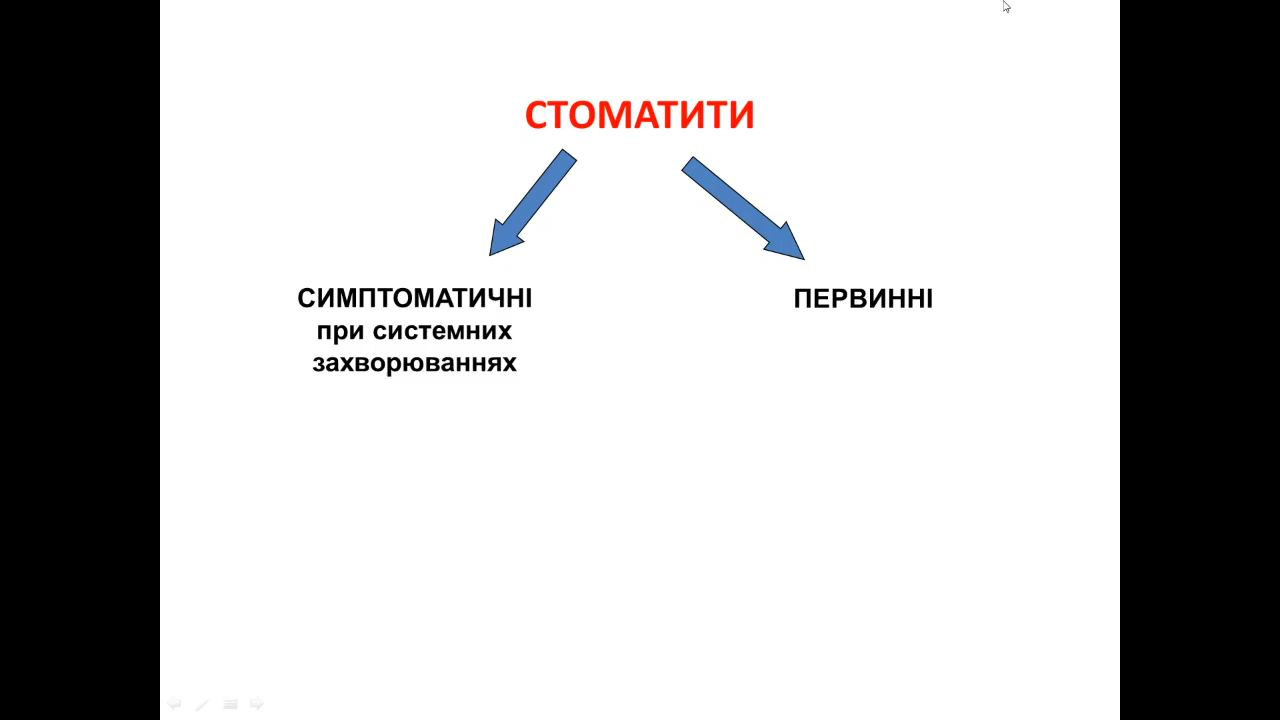 СТОМАТИТИ
СИМПТОМАТИЧНІ
при системних
захворюваннях
ПЕРВИННІ